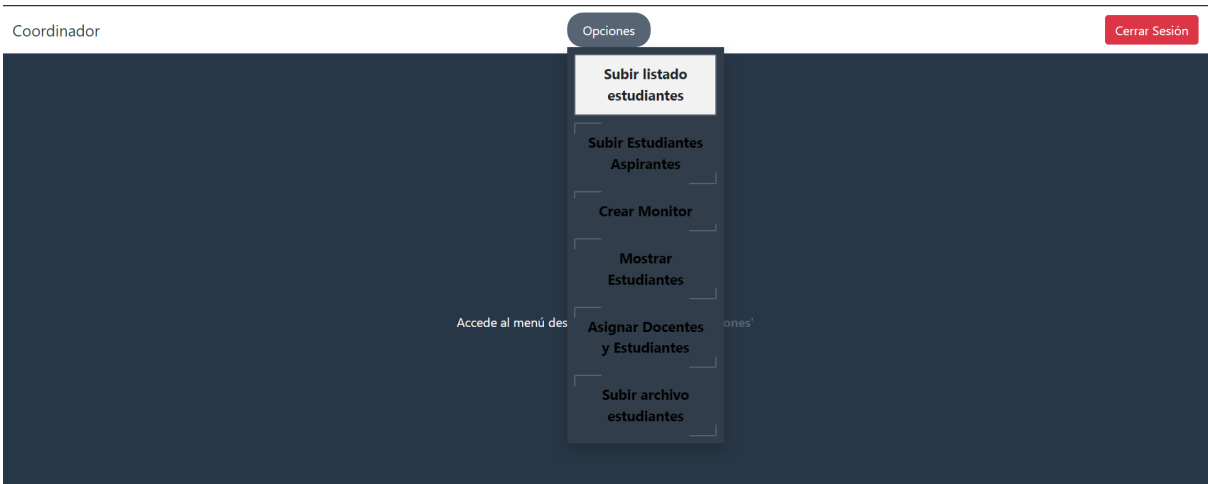 Coordinador
Opciones
Cerrar Sesión
Subir listado
estudiantes
Subir Estudiantes
Aspirantes
Crear Monitor
Mostrar
Estudiantes
Accede al menú des ones'
Asignar Docentes
y Estudiantes
Subir archivo
estudiantes